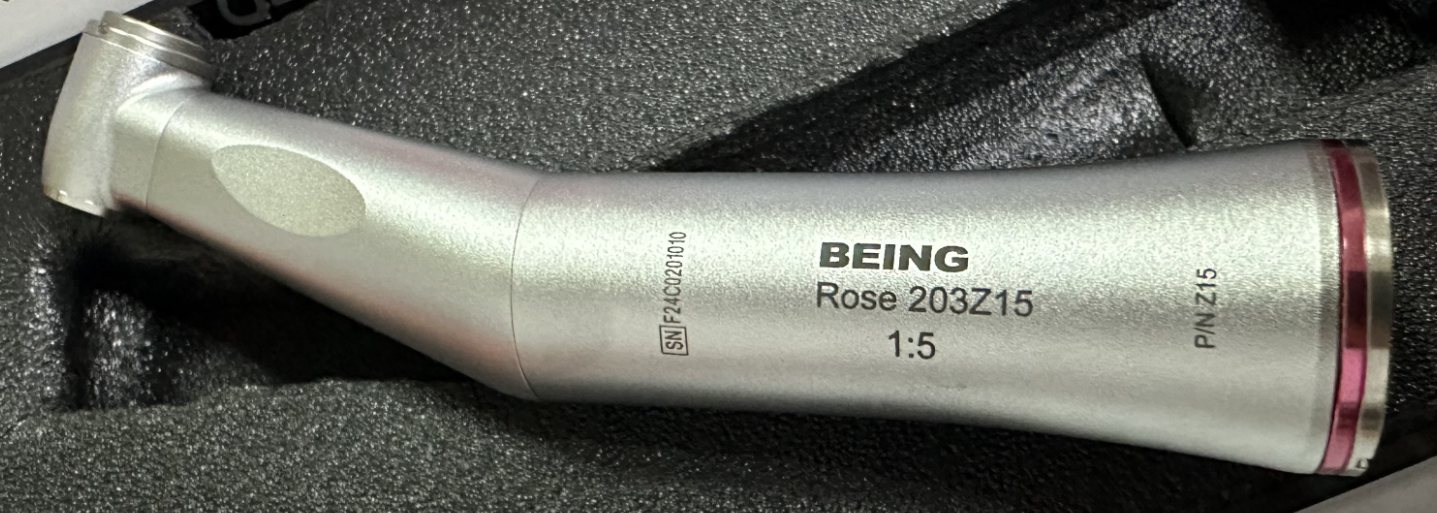 SN F24C0201010
BEING
Rose 203Z15
1:5
P/N Z15